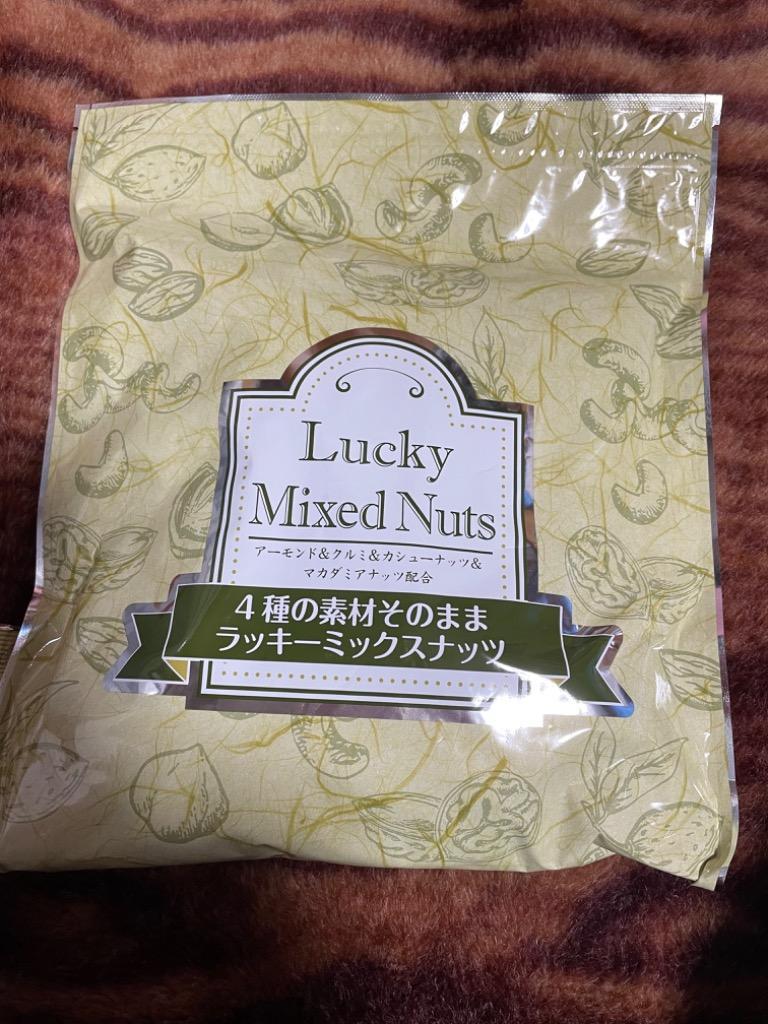 Lucky
Mixed Nuts
アーモンド&クルミ&カシューナッツ&
マカダミアナッツ配合
4種の素材そのまま
ラッキーミックスナッツ